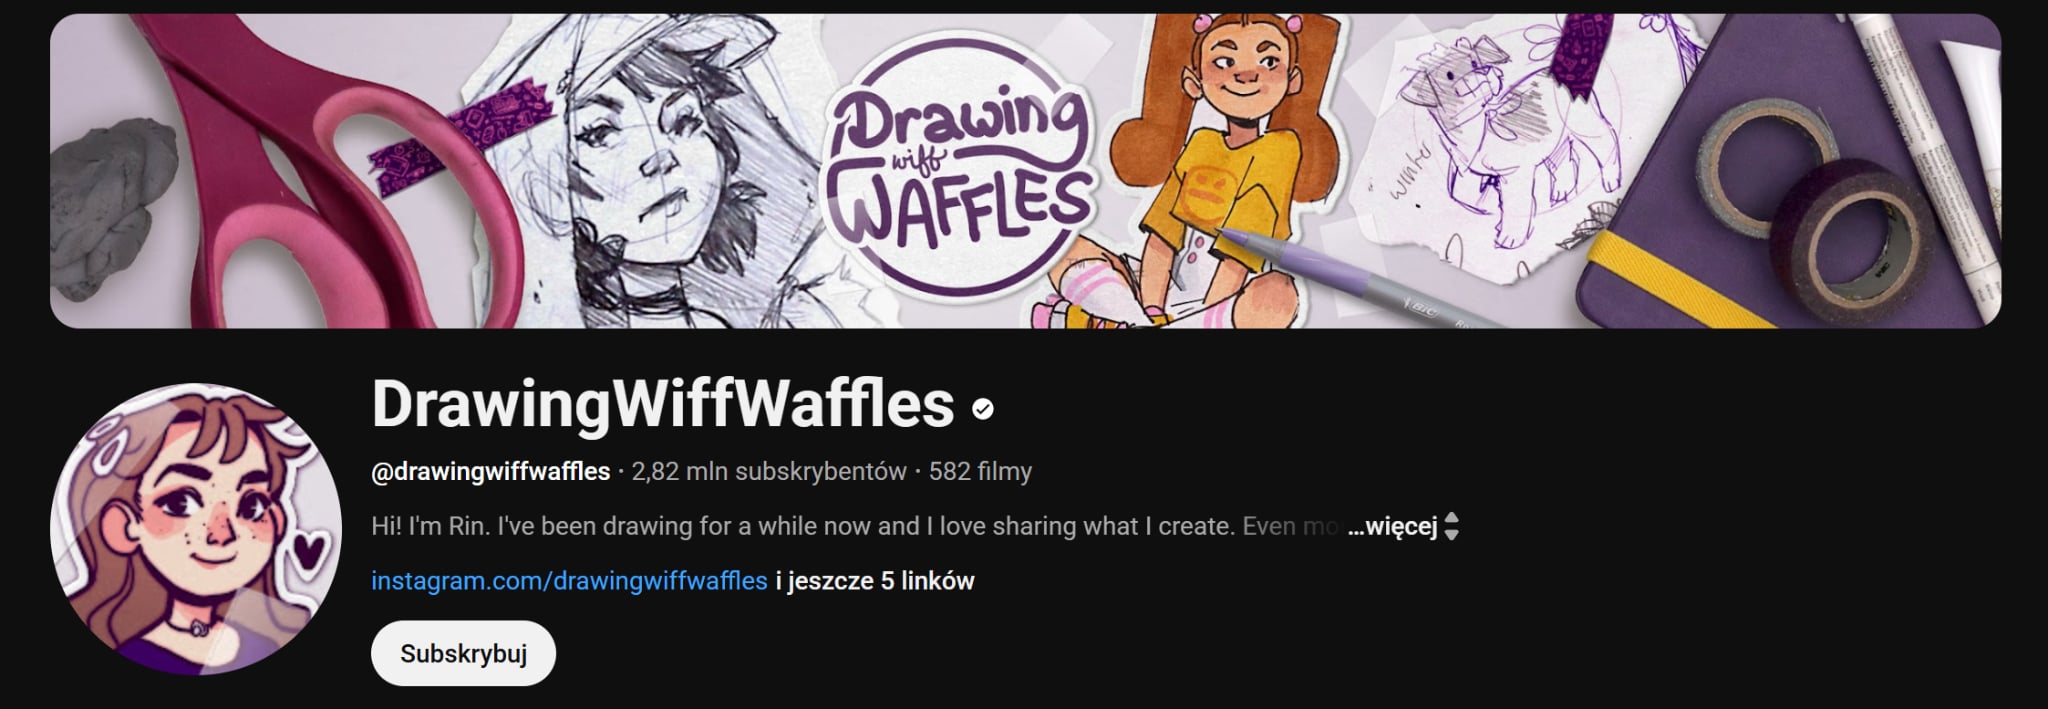 Drawing
wiff
WAFFLES
TM
"winter
BIC
DrawingWiffWaffles
@drawingwiffwaffles · 2,82 mln subskrybentów · 582 filmy
Hi! I'm Rin. I've been drawing for a while now and I love sharing what I create. Even mo ...więcej
instagram.com/drawingwiffwaffles i jeszcze 5 linków
Subskrybuj